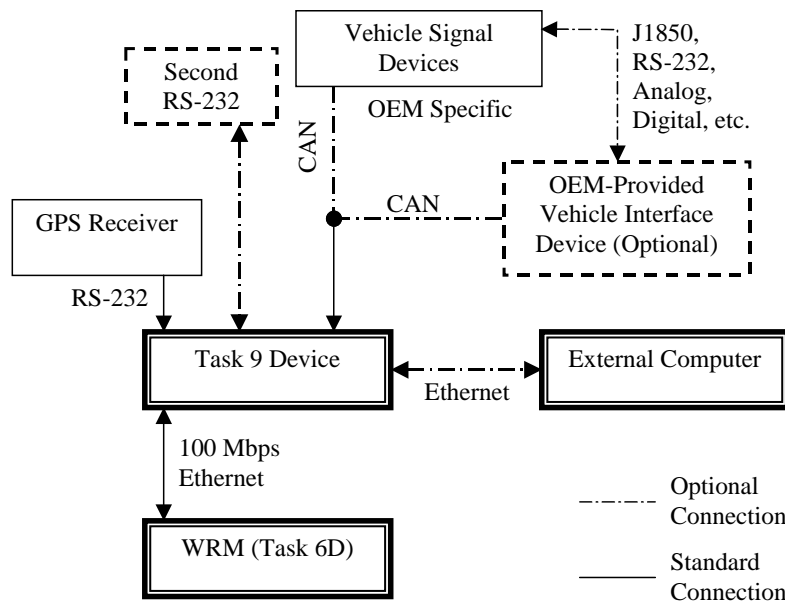 Vehicle Signal
Devices
J1850,
RS-232,
Analog,
Digital, etc.
Second
RS-232
OEM Specific
CAN
CAN
OEM-Provided
Vehicle Interface
Device (Optional)
GPS Receiver
RS-232
Task 9 Device
External Computer
Ethernet
100 Mbps
Ethernet
WRM (Task 6D)
Optional
Connection
Standard
Connection